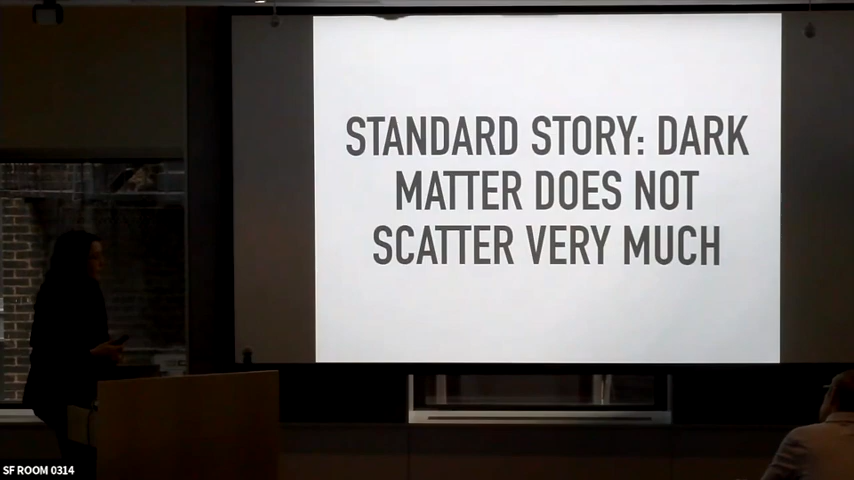 STANDARD STORY: DARK
MATTER DOES NOT
SCATTER VERY MUCH
SF ROOM 0314